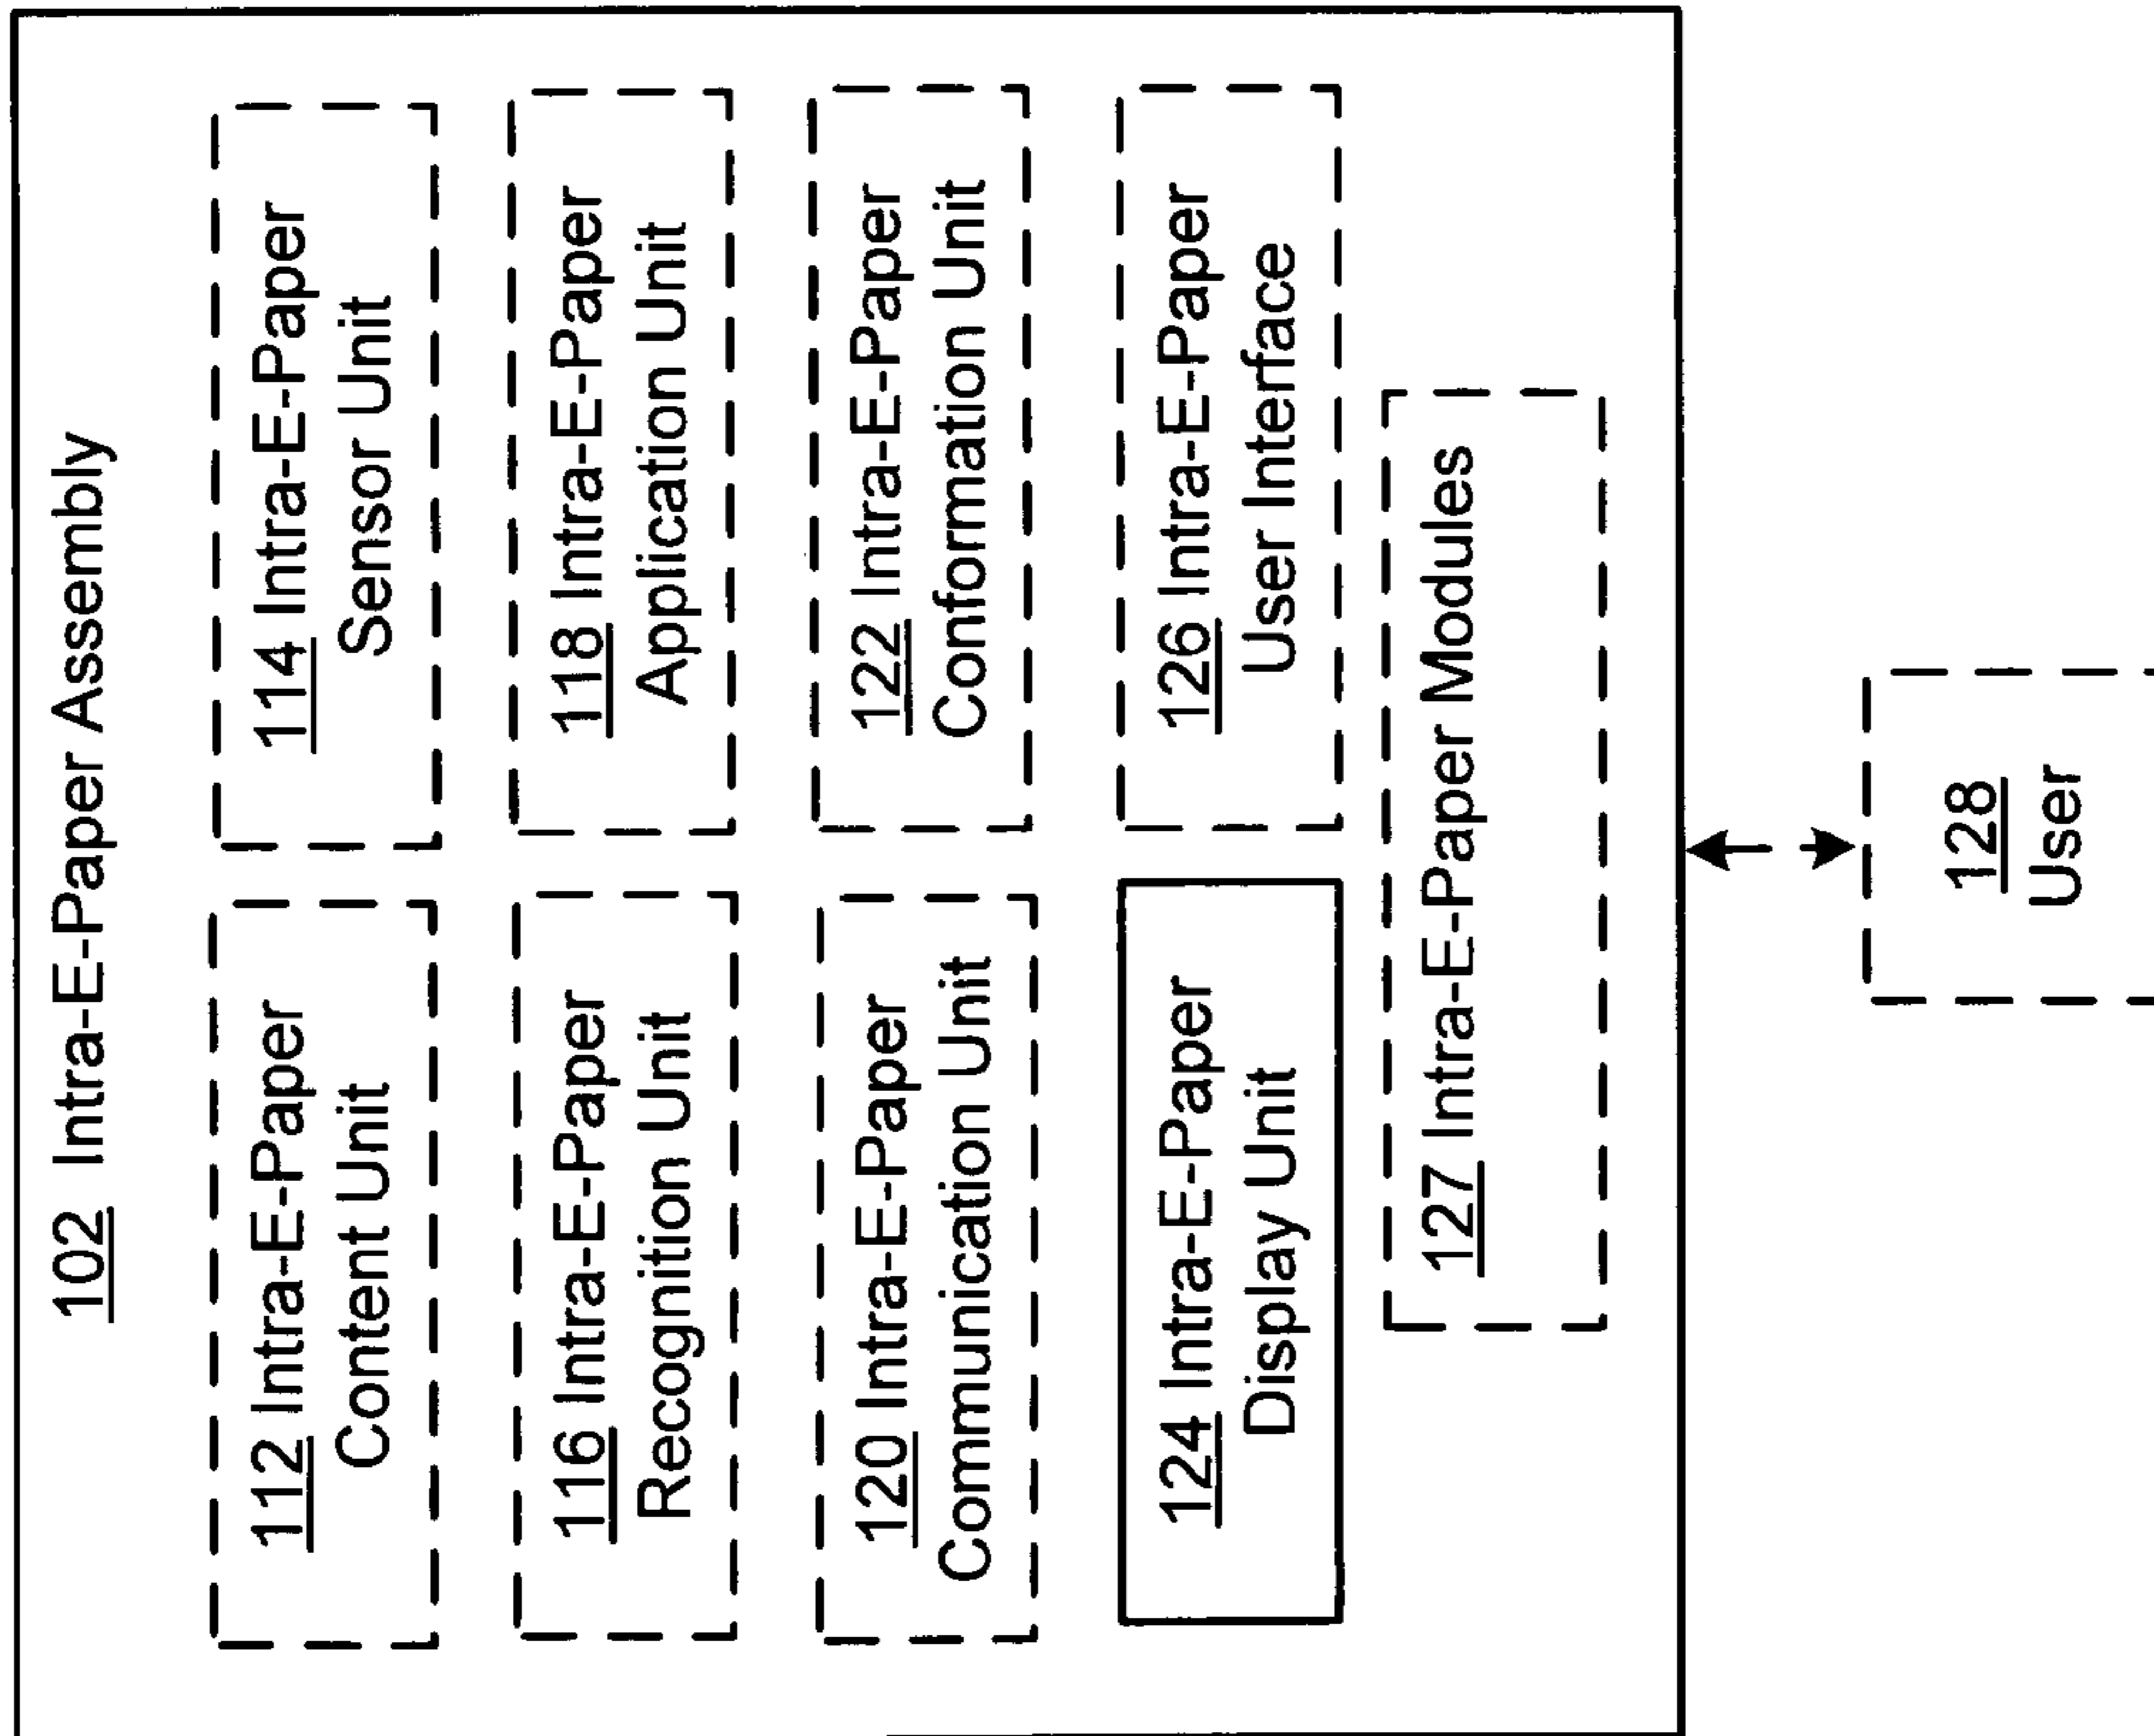 102 Intra-E-Paper Assembly
112 Intra-E-Paper
Content Unit
114 Intra-E-Paper
Sensor Unit
116 Intra-E-Paper
Recognition Unit
118 Intra-E-Paper
Application Unit
120 Intra-E-Paper
Communication Unit
122 Intra-E-Paper
Conformation Unit
124 Intra-E-Paper
Display Unit
126 Intra-E-Paper
User Interface
127 Intra-E-Paper Modules
128
User